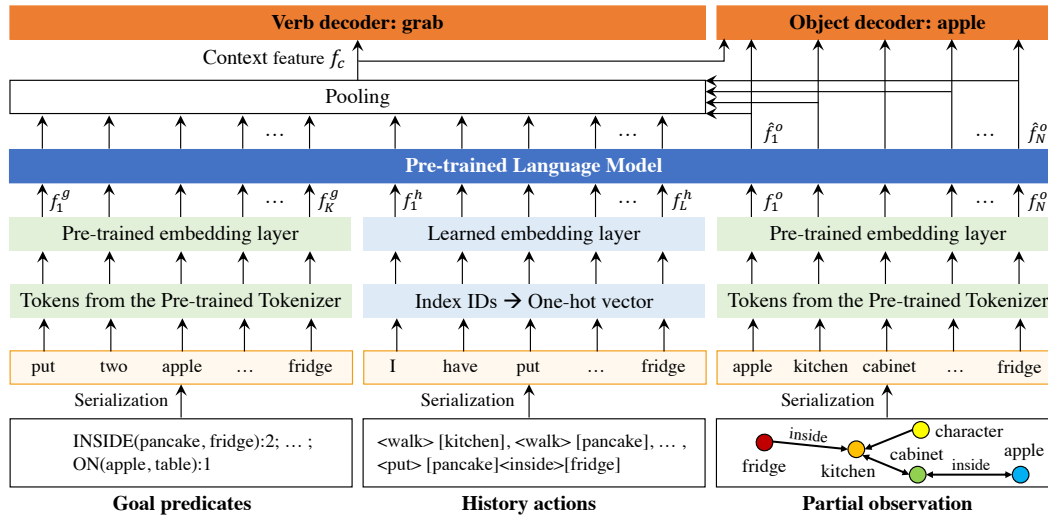 Verb decoder: grab
Object decoder: apple
Context feature f_c
Pooling
... ... ... f̂_1^o f̂_N^o
Pre-trained Language Model
f_1^g ... f_K^g f_1^h ... f_L^h f_1^o ... f_N^o
Pre-trained embedding layer
Learned embedding layer
Pre-trained embedding layer
Tokens from the Pre-trained Tokenizer
Index IDs → One-hot vector
Tokens from the Pre-trained Tokenizer
put two apple ... fridge
I have put ... fridge
apple kitchen cabinet ... fridge
Serialization
Serialization
Serialization
INSIDE(pancake, fridge):2; ... ;
ON(apple, table):1
<walk> [kitchen], <walk> [pancake], ... ,
<put> [pancake]<inside>[fridge]
inside
character
fridge
kitchen
cabinet
inside
apple
Goal predicates
History actions
Partial observation